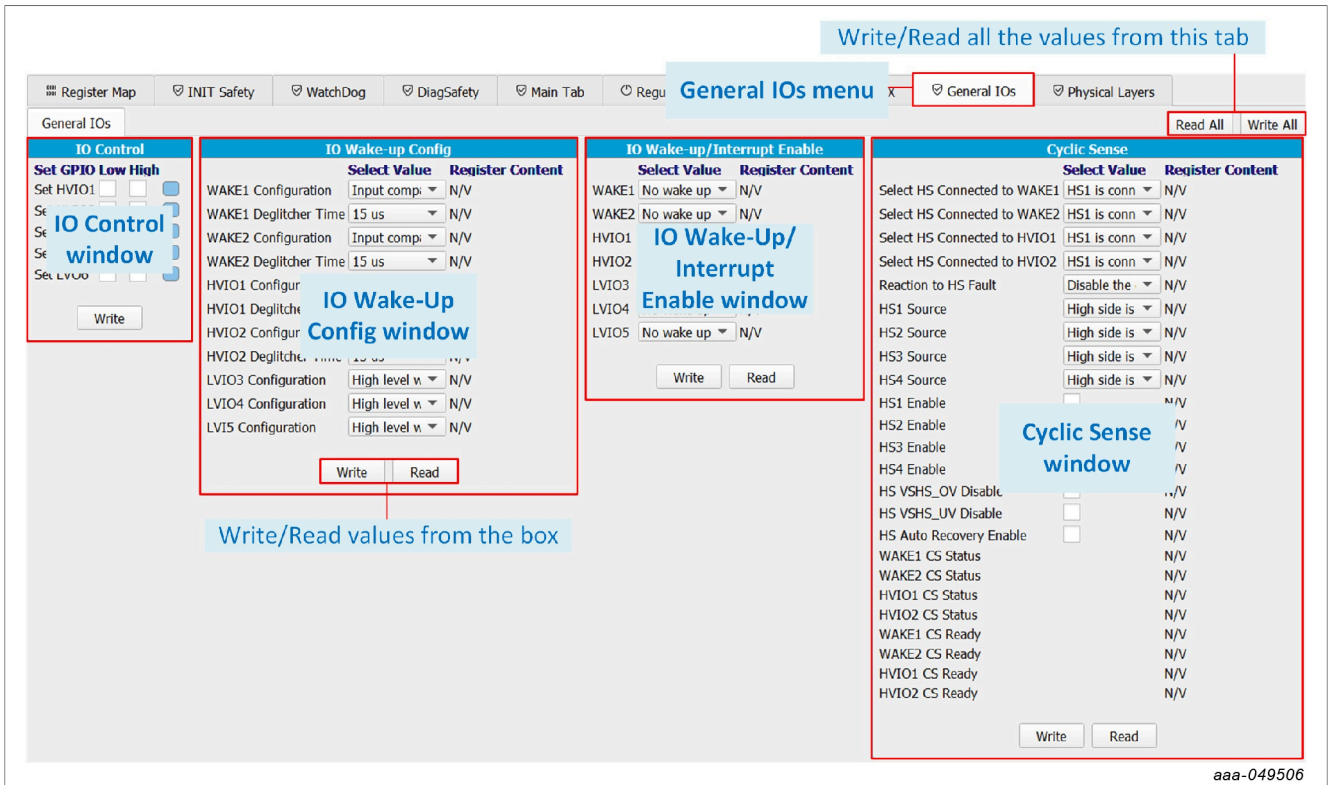 Write/Read all the values from this tab
Register Map
INIT Safety
WatchDog
DiagSafety
Main Tab
General IOs menu
General IOs
Physical Layers
General IOs
Read All
Write All
IO Control
Set GPIO Low High
Set HVIO1
IO Control
window
Write
IO Wake-up Config
Select Value Register Content
WAKE1 Configuration N/V
WAKE1 Deglitcher Time 15 us N/V
WAKE2 Configuration N/V
WAKE2 Deglitcher Time 15 us N/V
HVIO1
HVIO1
HVIO2
HVIO2
IO Wake-Up
Config window
LVIO3 Configuration High level N/V
LVIO4 Configuration High level N/V
LVI5 Configuration High level N/V
Write Read
Write/Read values from the box
IO Wake-up/Interrupt Enable
Select Value Register Content
WAKE1 No wake up N/V
WAKE2 No wake up N/V
HVIO1
HVIO2
LVIO3
LVIO4
IO Wake-Up/
Interrupt
Enable window
LVIO5 No wake up N/V
Write Read
Cyclic Sense
Select Value Register Content
Select HS Connected to WAKE1 HS1 is conn N/V
Select HS Connected to WAKE2 HS1 is conn N/V
Select HS Connected to HVIO1 HS1 is conn N/V
Select HS Connected to HVIO2 HS1 is conn N/V
Reaction to HS Fault Disable the N/V
HS1 Source High side is N/V
HS2 Source High side is N/V
HS3 Source High side is N/V
HS4 Source High side is N/V
HS1 Enable
HS2 Enable
HS3 Enable
HS4 Enable
Cyclic Sense
window
HS VSHS_OV
HS VSHS_UV Disable N/V
HS Auto Recovery Enable N/V
WAKE1 CS Status N/V
WAKE2 CS Status N/V
HVIO1 CS Status N/V
HVIO2 CS Status N/V
WAKE1 CS Ready N/V
WAKE2 CS Ready N/V
HVIO1 CS Ready N/V
HVIO2 CS Ready N/V
Write Read
aaa-049506